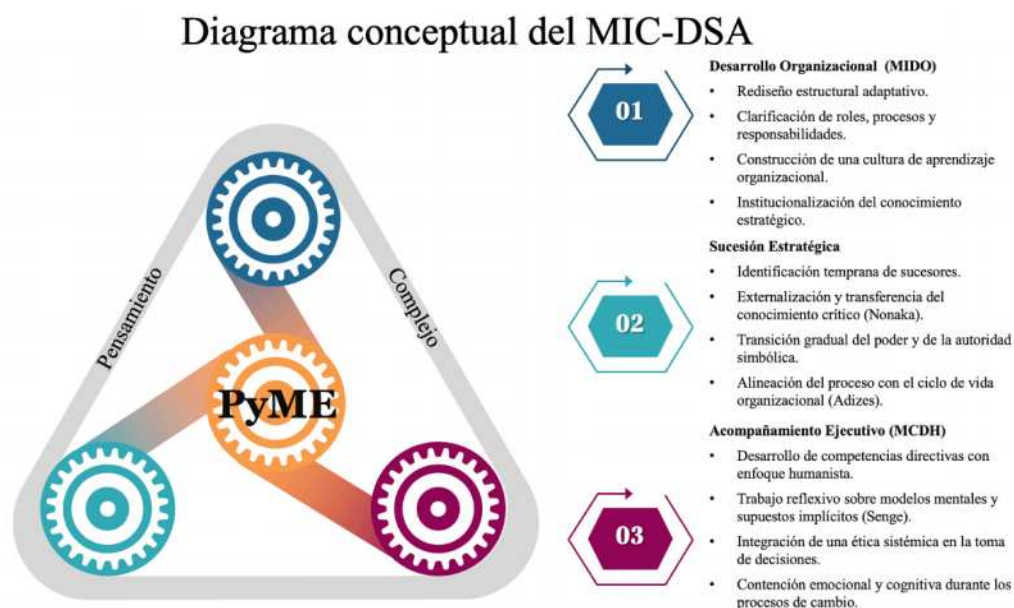 Diagrama conceptual del MIC-DSA
Pensamiento
Complejo
PyME
01
Desarrollo Organizacional (MIDO)
• Rediseño estructural adaptativo.
• Clarificación de roles, procesos y
responsabilidades.
• Construcción de una cultura de aprendizaje
organizacional.
• Institucionalización del conocimiento
estratégico.
02
Sucesión Estratégica
• Identificación temprana de sucesores.
• Externalización y transferencia del
conocimiento crítico (Nonaka).
• Transición gradual del poder y de la autoridad
simbólica.
• Alineación del proceso con el ciclo de vida
organizacional (Adizes).
03
Acompañamiento Ejecutivo (MCDH)
• Desarrollo de competencias directivas con
enfoque humanista.
• Trabajo reflexivo sobre modelos mentales y
supuestos implícitos (Senge).
• Integración de una ética sistémica en la toma
de decisiones.
• Contención emocional y cognitiva durante los
procesos de cambio.